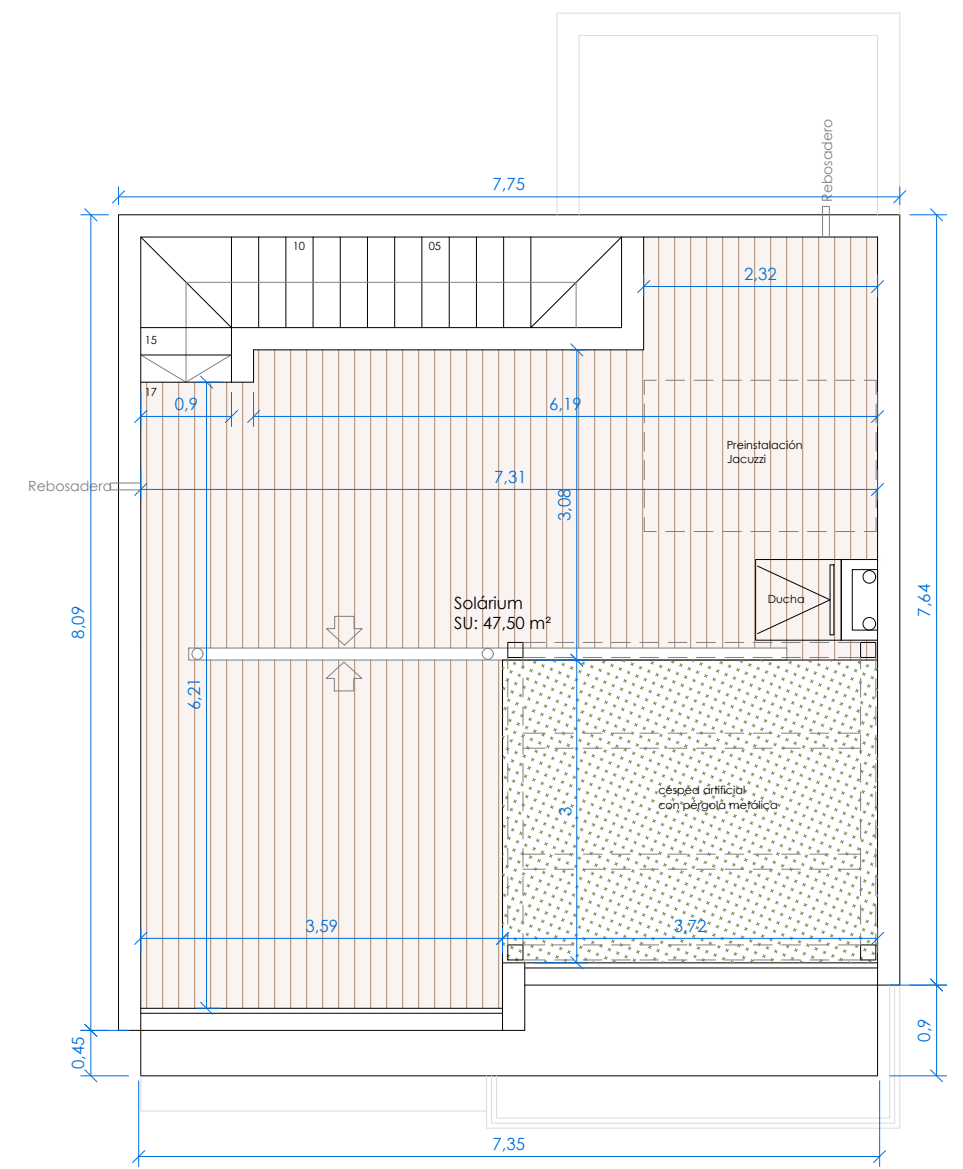 Rebosadero
7,75
10
05
2,32
15
17
0,9
6,19
Preinstalación
Jacuzzi
Rebosadero
7,31
3,08
8,09
7,64
Solárium
SU: 47,50 m²
Ducha
6,21
césped artificial
con pérgola metálica
3
3,59
3,72
0,45
0,9
7,35